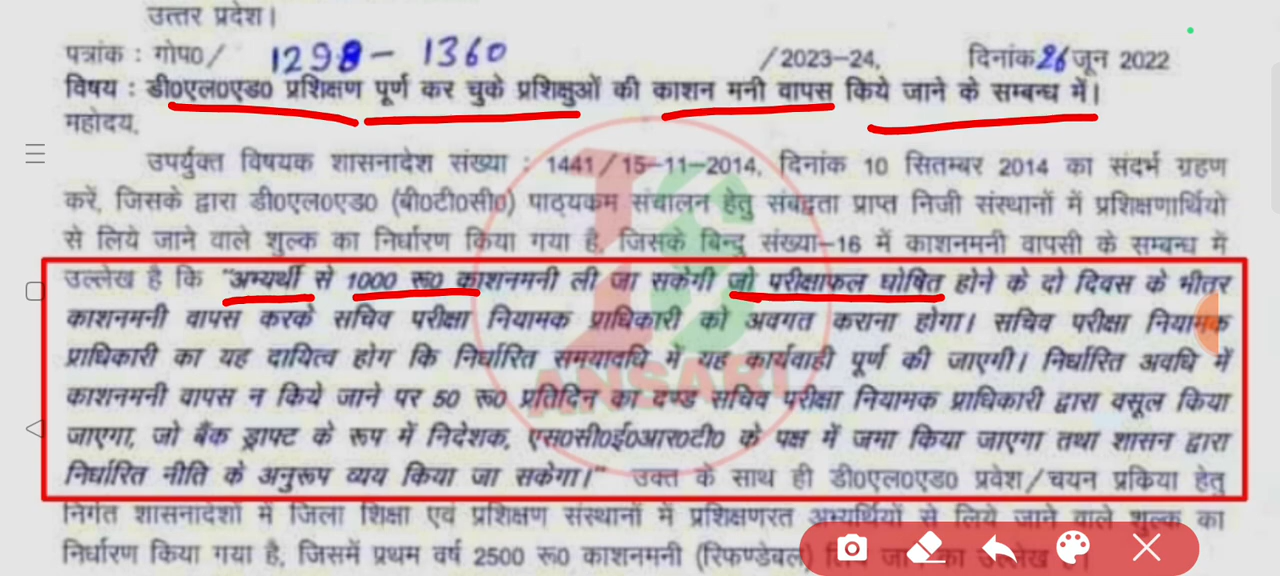 उत्तर प्रदेश।
पत्रांक : गोप0/ 1298 - 1360 /2023-24, दिनांक 26 जून 2022
विषय : डी0एल0एड0 प्रशिक्षण पूर्ण कर चुके प्रशिक्षुओं की काशन मनी वापस किये जाने के सम्बन्ध में।
महोदय,
उपर्युक्त विषयक शासनादेश संख्या : 1441/15-11-2014, दिनांक 10 सितम्बर 2014 का संदर्भ ग्रहण
करें, जिसके द्वारा डी0एल0एड0 (बी0टी0सी0) पाठ्यकम संचालन हेतु संबद्वता प्राप्त निजी संस्थानों में प्रशिक्षणार्थियों
से लिये जाने वाले शुल्क का निर्धारण किया गया है, जिसके बिन्दु संख्या-16 में काशनमनी वापसी के सम्बन्ध में
उल्लेख है कि "अभ्यर्थी से 1000 रू0 काशनमनी ली जा सकेगी जो परीक्षाफल घोषित होने के दो दिवस के भीतर
काशनमनी वापस करके सचिव परीक्षा नियामक प्राधिकारी को अवगत कराना होगा। सचिव परीक्षा नियामक
प्राधिकारी का यह दायित्व होग कि निर्धारित समयावधि में यह कार्यवाही पूर्ण की जाएगी। निर्धारित अवधि में
काशनमनी वापस न किये जाने पर 50 रू0 प्रतिदिन का दण्ड सचिव परीक्षा नियामक प्राधिकारी द्वारा वसूल किया
जाएगा, जो बैंक ड्राफ्ट के रूप में निदेशक, एस0सी0ई0आर0टी0 के पक्ष में जमा किया जाएगा तथा शासन द्वारा
निर्धारित नीति के अनुरूप व्यय किया जा सकेगा।" उक्त के साथ ही डी0एल0एड0 प्रवेश/चयन प्रकिया हेतु
निर्गत शासनादेशों में जिला शिक्षा एवं प्रशिक्षण संस्थानों में प्रशिक्षणरत अभ्यर्थियों से लिये जाने वाले शुल्क का
निर्धारण किया गया है, जिसमें प्रथम वर्ष 2500 रू0 काशनमनी (रिफण्डेबल)
ANSARI